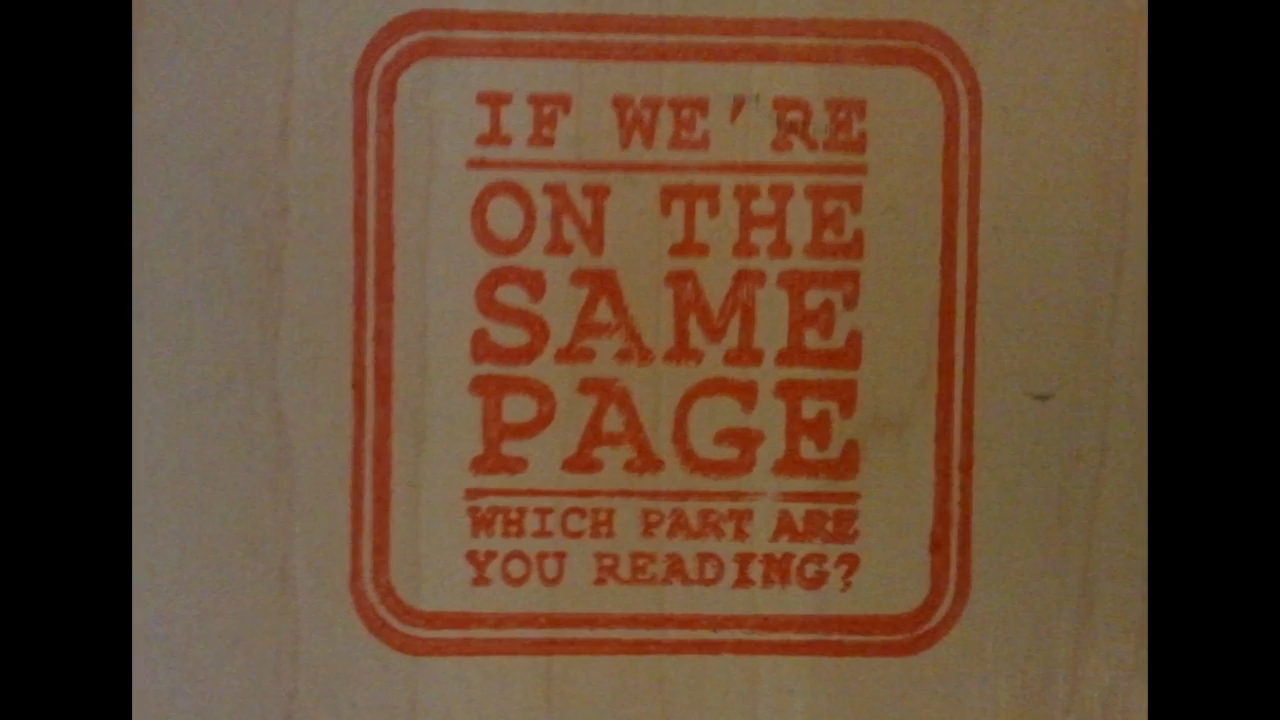 IF WE'RE
ON THE
SAME
PAGE
WHICH PART ARE
YOU READING?